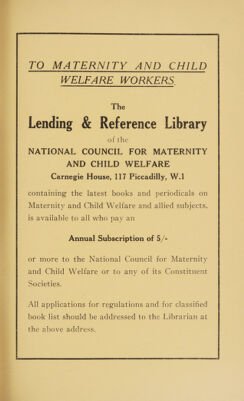 TO MATERNITY AND CHILD
WELFARE WORKERS.
The
Lending & Reference Library
of the
NATIONAL COUNCIL FOR MATERNITY
AND CHILD WELFARE
Carnegie House, 117 Piccadilly, W.1
containing the latest books and periodicals on
Maternity and Child Welfare and allied subjects,
is available to all who pay an
Annual Subscription of 5/-
or more to the National Council for Maternity
and Child Welfare or to any of its Constituent
Societies.
All applications for regulations and for classified
book list should be addressed to the Librarian at
the above address.